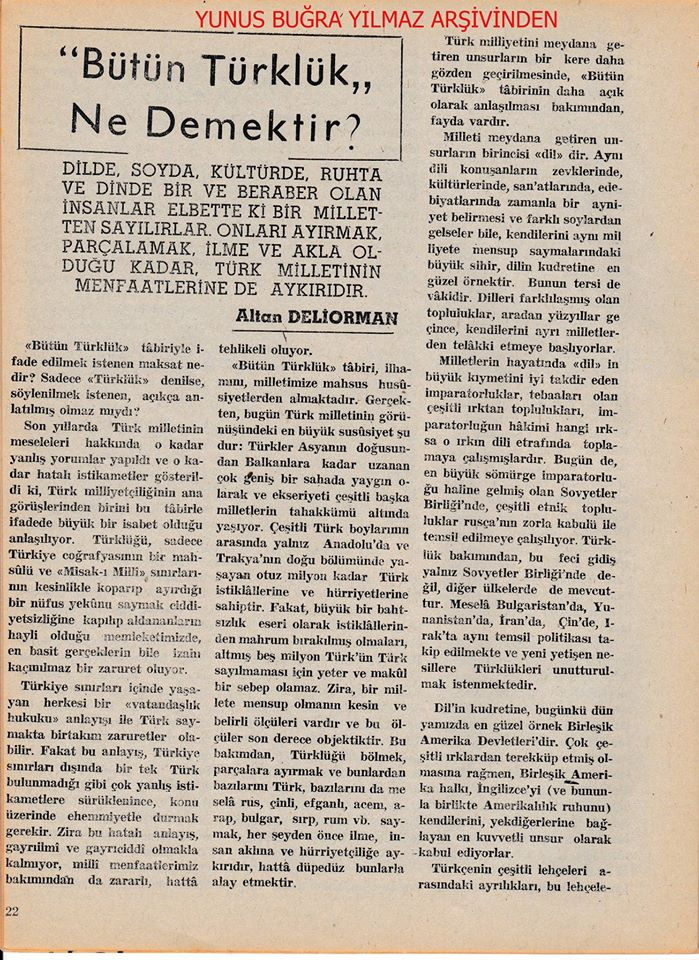 YUNUS BUĞRA YILMAZ ARŞİVİNDEN
“Bütün Türklük„
Ne Demektir?
DİLDE, SOYDA, KÜLTÜRDE, RUHTA
VE DİNDE BİR VE BERABER OLAN
İNSANLAR ELBETTE Kİ BİR MİLLET-
TEN SAYILIRLAR. ONLARI AYIRMAK,
PARÇALAMAK, İLME VE AKLA OL-
DUĞU KADAR, TÜRK MİLLETİNİN
MENFAATLERİNE DE AYKIRIDIR.
Altan DELİORMAN
«Bütün Türklük» tâbiriyle i-
fade edilmek istenen maksat ne-
dir? Sadece «Türklük» denilse,
söylenilmek istenen, açıkça an-
latılmış olmaz mıydı?
Son yıllarda Türk milletinin
meseleleri hakkında o kadar
yanlış yorumlar yapıldı ve o ka-
dar hatalı istikametler gösteril-
di ki, Türk milliyetçiliğinin ana
görüşlerinden birini bu tâbirle
ifadede büyük bir isabet olduğu
anlaşılıyor. Türklüğü, sadece
Türkiye coğrafyasının bir mah-
sûlü ve «Misak-ı Millî» sınırları-
nın kesinlikle koparıp ayırdığı
bir nüfus yekûnu saymak ciddi-
yetsizliğine kapılıp aldananların
hayli olduğu memleketimizde,
en basit gerçeklerin bile izahı
kaçınılmaz bir zaruret oluyor.
Türkiye sınırları içinde yaşa-
yan herkesi bir «vatandaşlık
hukuku» anlayışı ile Türk say-
makta birtakım zaruretler ola-
bilir. Fakat bu anlayış, Türkiye
sınırları dışında bir tek Türk
bulunmadığı gibi çok yanlış isti-
kametlere sürüklenince, konu
üzerinde ehemmiyetle durmak
gerekir. Zira bu hatalı anlayış,
gayriilmî ve gayriciddî olmakla
kalmıyor, millî menfaatlerimiz
bakımından da zararlı, hattâ
tehlikeli oluyor.
«Bütün Türklük» tâbiri, ilha-
mını, milletimize mahsus husû-
siyetlerden almaktadır. Gerçek-
ten, bugün Türk milletinin görü-
nüşündeki en büyük susûsiyet şu
dur: Türkler Asyanın doğusun-
dan Balkanlara kadar uzanan
çok geniş bir sahada yaygın o-
larak ve ekseriyeti çeşitli başka
milletlerin tahakkümü altında
yaşıyor. Çeşitli Türk boylarının
arasında yalnız Anadolu'da ve
Trakya'nın doğu bölümünde ya-
şayan otuz milyon kadar Türk
istiklâllerine ve hürriyetlerine
sahiptir. Fakat, büyük bir baht-
sızlık eseri olarak istiklâllerin-
den mahrum bırakılmış olmaları,
altmış beş milyon Türk'ün Türk
sayılmaması için yeter ve makûl
bir sebep olamaz. Zira, bir mil-
lete mensup olmanın kesin ve
belirli ölçüleri vardır ve bu öl-
çüler son derece objektiftir. Bu
bakımdan, Türklüğü bölmek,
parçalara ayırmak ve bunlardan
bazılarını Türk, bazılarını da me
selâ rus, çinli, efganlı, acem, a-
rap, bulgar, sırp, rum vb. say-
mak, her şeyden önce ilme, in-
san aklına ve hürriyetçiliğe ay-
kırıdır, hattâ düpedüz bunlarla
alay etmektir.
Türk milliyetini meydana ge-
tiren unsurların bir kere daha
gözden geçirilmesinde, «Bütün
Türklük» tâbirinin daha açık
olarak anlaşılması bakımından,
fayda vardır.
Milleti meydana getiren un-
surların birincisi «dil» dir. Aynı
dili konuşanların zevklerinde,
kültürlerinde, san'atlarında, ede-
biyatlarında zamanla bir ayni-
yet belirmesi ve farklı soylardan
gelseler bile, kendilerini aynı mil
liyete mensup saymalarındaki
büyük sihir, dilin kudretine en
güzel örnektir. Bunun tersi de
vâkidir. Dilleri farklılaşmış olan
topluluklar, aradan yüzyıllar ge
çince, kendilerini ayrı milletler-
den telâkki etmeye başlıyorlar.
Milletlerin hayatında «dil» in
büyük kıymetini iyi takdir eden
imparatorluklar, tebaaları olan
çeşitli ırktan toplulukları, im-
paratorluğun hâkimi hangi ırk-
sa o ırkın dili etrafında topla-
maya çalışmışlardır. Bugün de,
en büyük sömürge imparatorlu-
ğu haline gelmiş olan Sovyetler
Birliği'nde, çeşitli etnik toplu-
luklar rusça'nın zorla kabulü ile
temsil edilmeye çalışılıyor. Türk-
lük bakımından, bu feci gidiş
yalnız Sovyetler Birliği'nde de-
ğil, diğer ülkelerde de mevcut-
tur. Meselâ Bulgaristan'da, Yu-
nanistan'da, İran'da, Çin'de, I-
rak'ta aynı temsil politikası ta-
kip edilmekte ve yeni yetişen ne-
sillere Türklükleri unutturul-
mak istenmektedir.
Dil'in kudretine, bugünkü dün
yamızda en güzel örnek Birleşik
Amerika Devletleri'dir. Çok çe-
şitli ırklardan terekküp etmiş ol-
masına rağmen, Birleşik Ameri-
ka halkı, İngilizce'yi (ve bunun-
la birlikte Amerikalılık ruhunu)
kendilerini, yekdiğerlerine bağ-
layan en kuvvetli unsur olarak
kabul ediyorlar.
Türkçenin çeşitli lehçeleri a-
rasındaki ayrılıkları, bu lehçele-
22